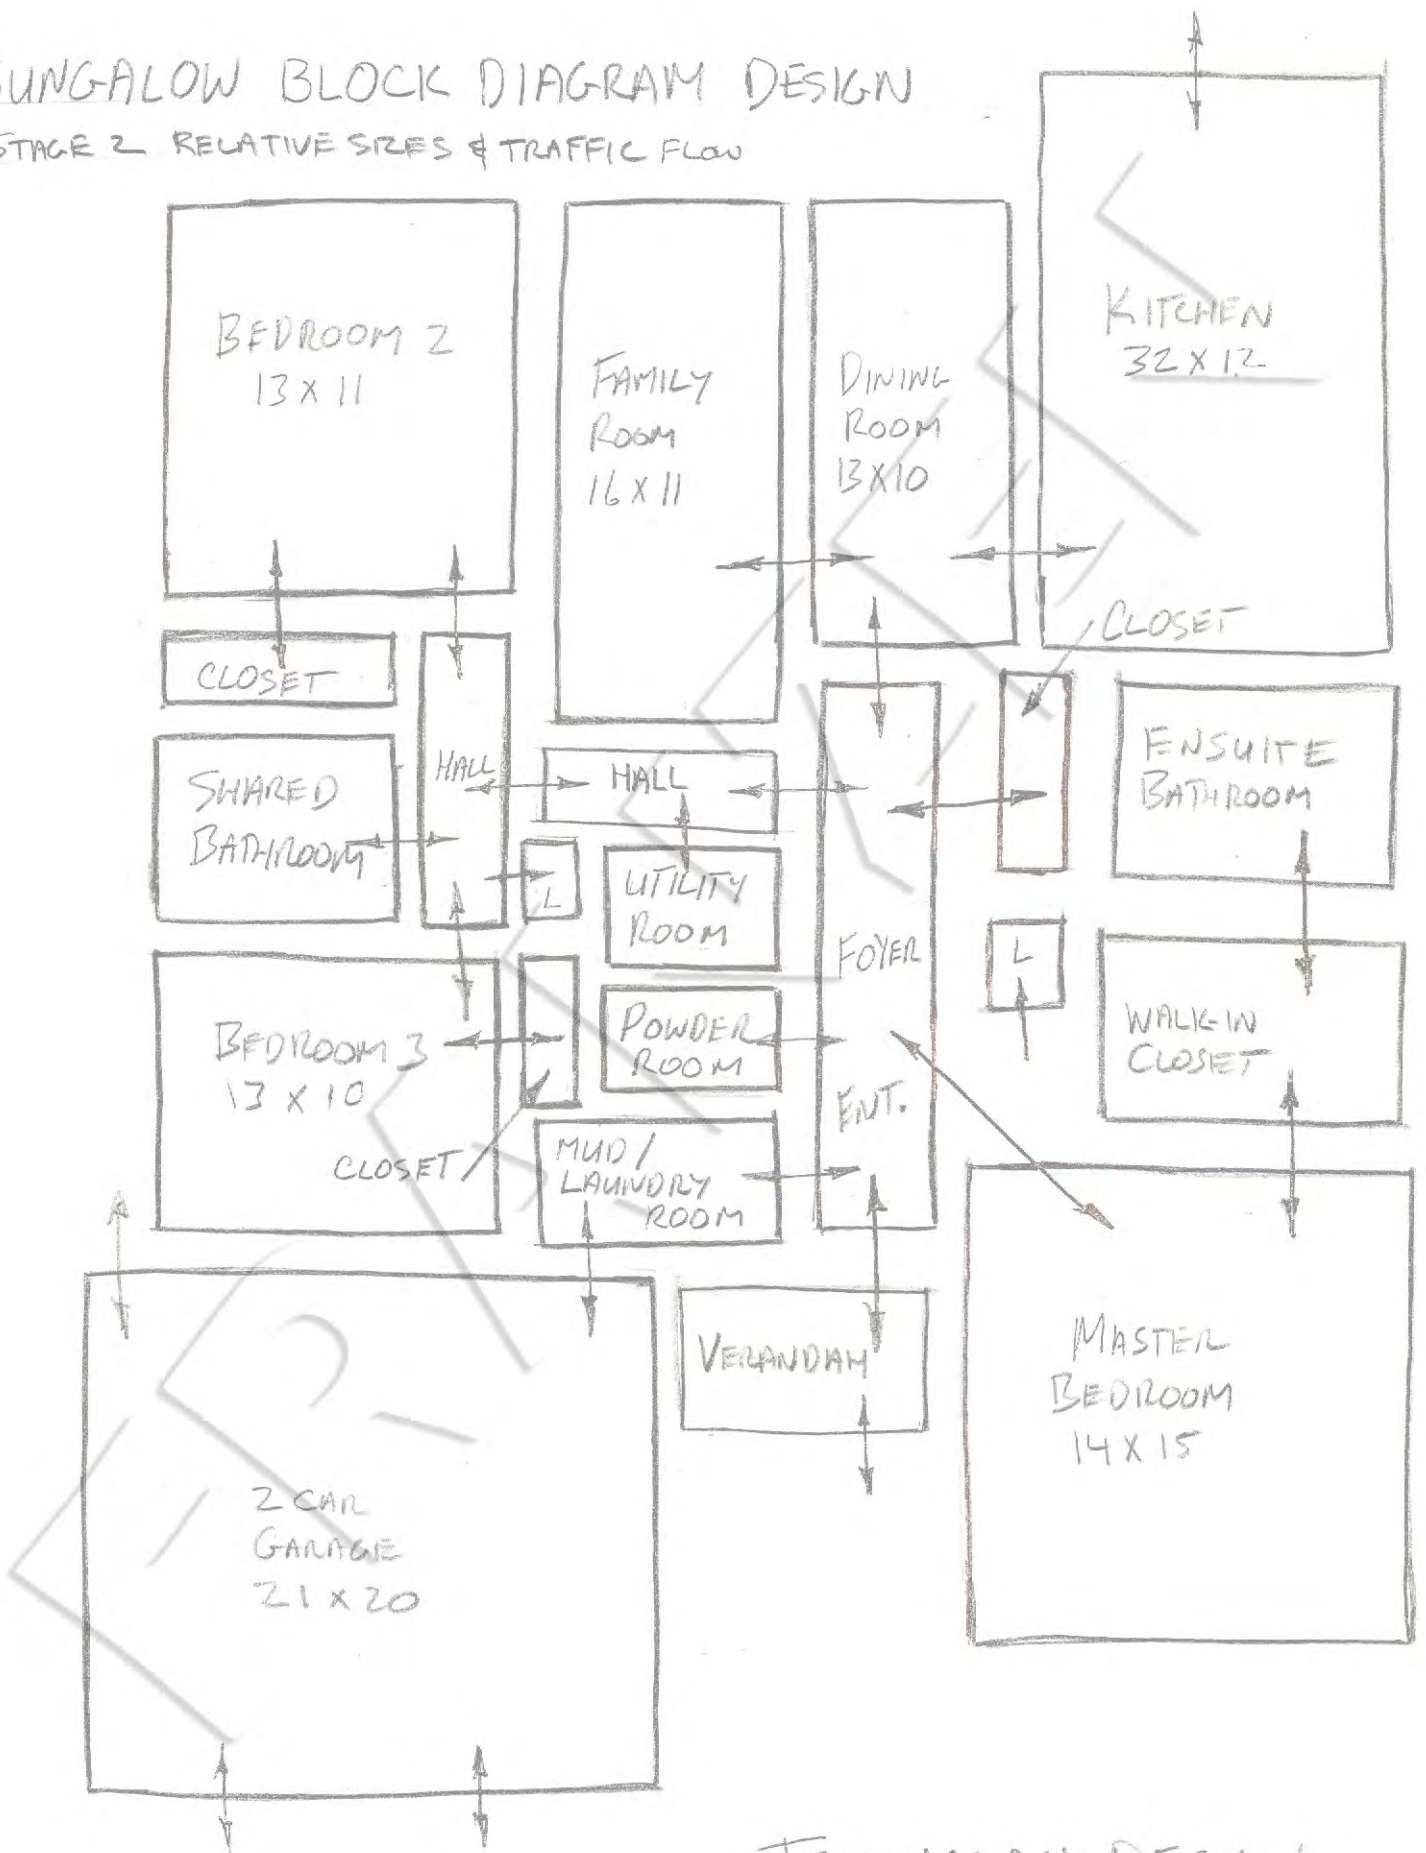 BUNGALOW BLOCK DIAGRAM DESIGN
STAGE 2 RELATIVE SIZES & TRAFFIC FLOW
BEDROOM 2
13 X 11
FAMILY
ROOM
16 X 11
DINING
ROOM
13 X 10
KITCHEN
32 X 12
CLOSET
CLOSET
HALL
HALL
SHARED
BATHROOM
ENSUITE
BATHROOM
L
UTILITY
ROOM
FOYER
L
BEDROOM 3
13 X 10
POWDER
ROOM
WALK-IN
CLOSET
ENT.
CLOSET
MUD/
LAUNDRY
ROOM
VERANDAH
MASTER
BEDROOM
14 X 15
2 CAR
GARAGE
21 X 20